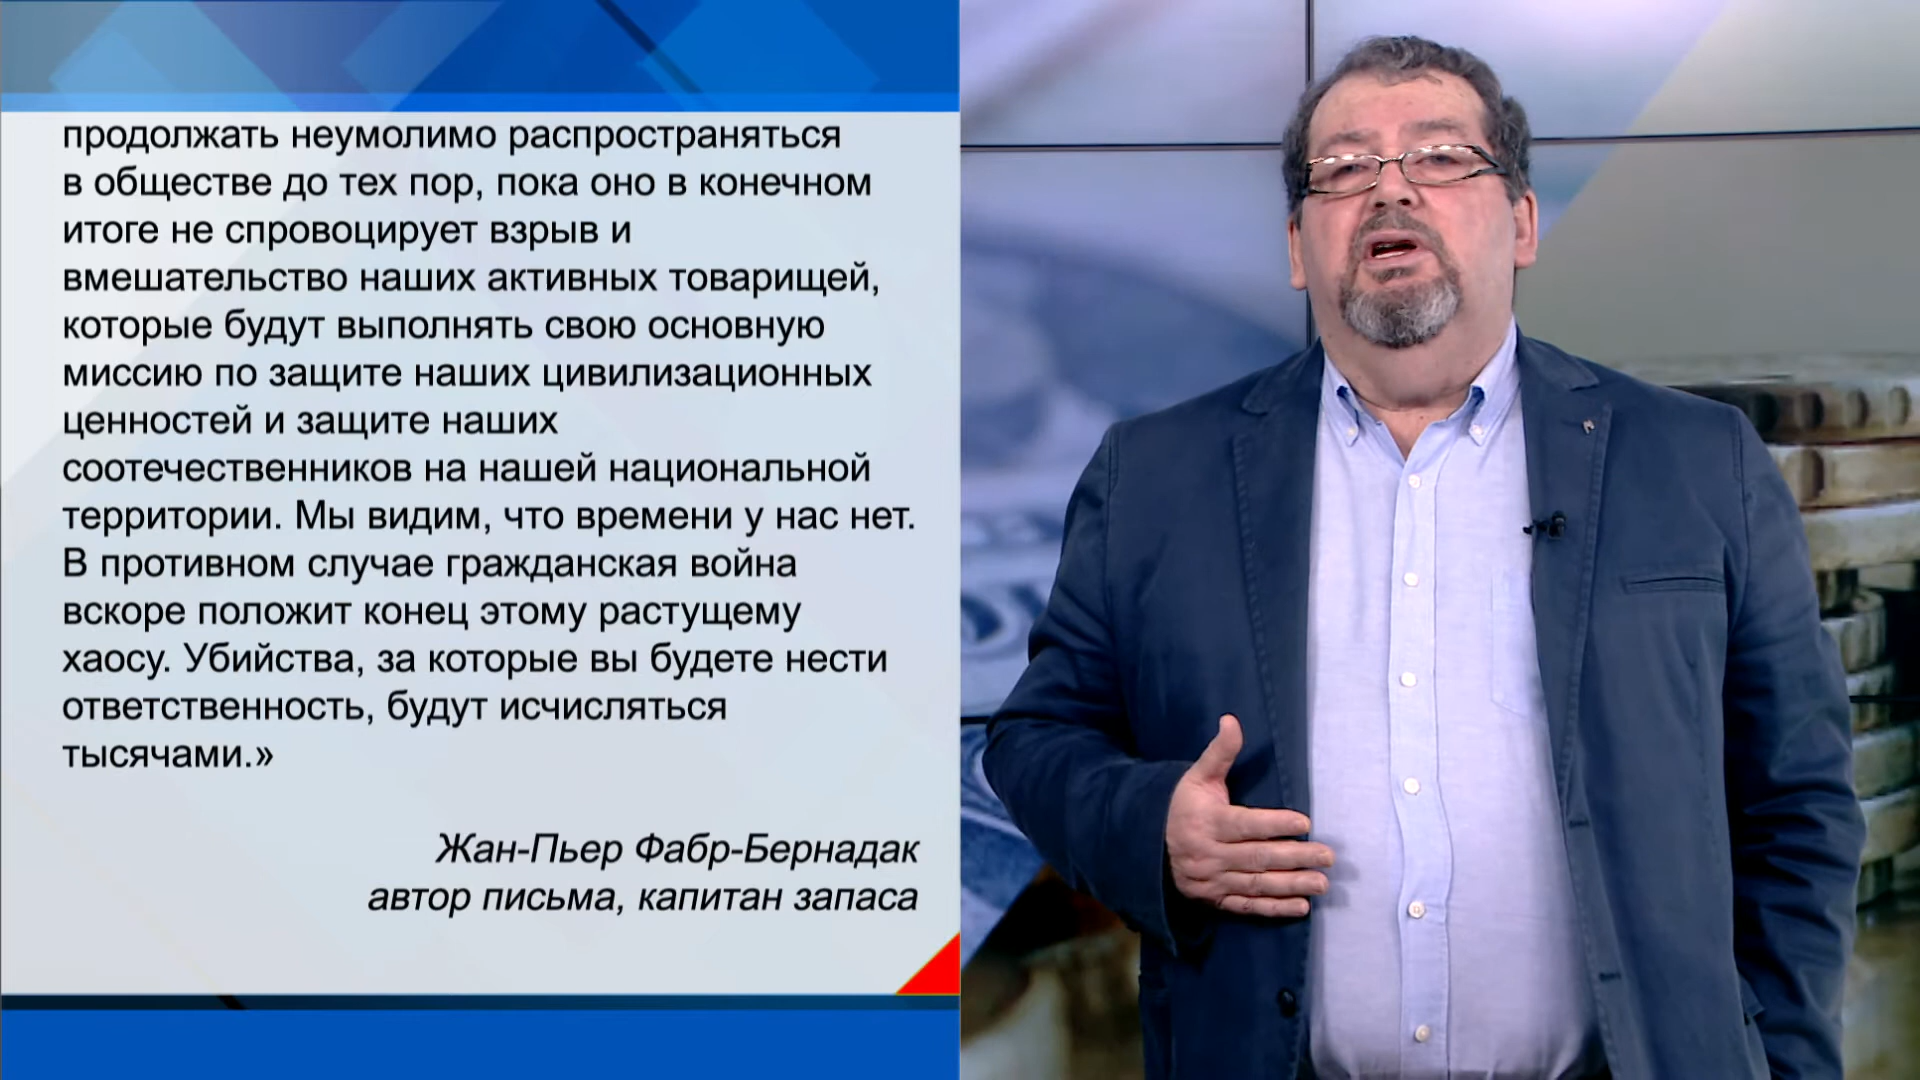 продолжать неумолимо распространяться
в обществе до тех пор, пока оно в конечном
итоге не спровоцирует взрыв и
вмешательство наших активных товарищей,
которые будут выполнять свою основную
миссию по защите наших цивилизационных
ценностей и защите наших
соотечественников на нашей национальной
территории. Мы видим, что времени у нас нет.
В противном случае гражданская война
вскоре положит конец этому растущему
хаосу. Убийства, за которые вы будете нести
ответственность, будут исчисляться
тысячами.»
Жан-Пьер Фабр-Бернадак
автор письма, капитан запаса